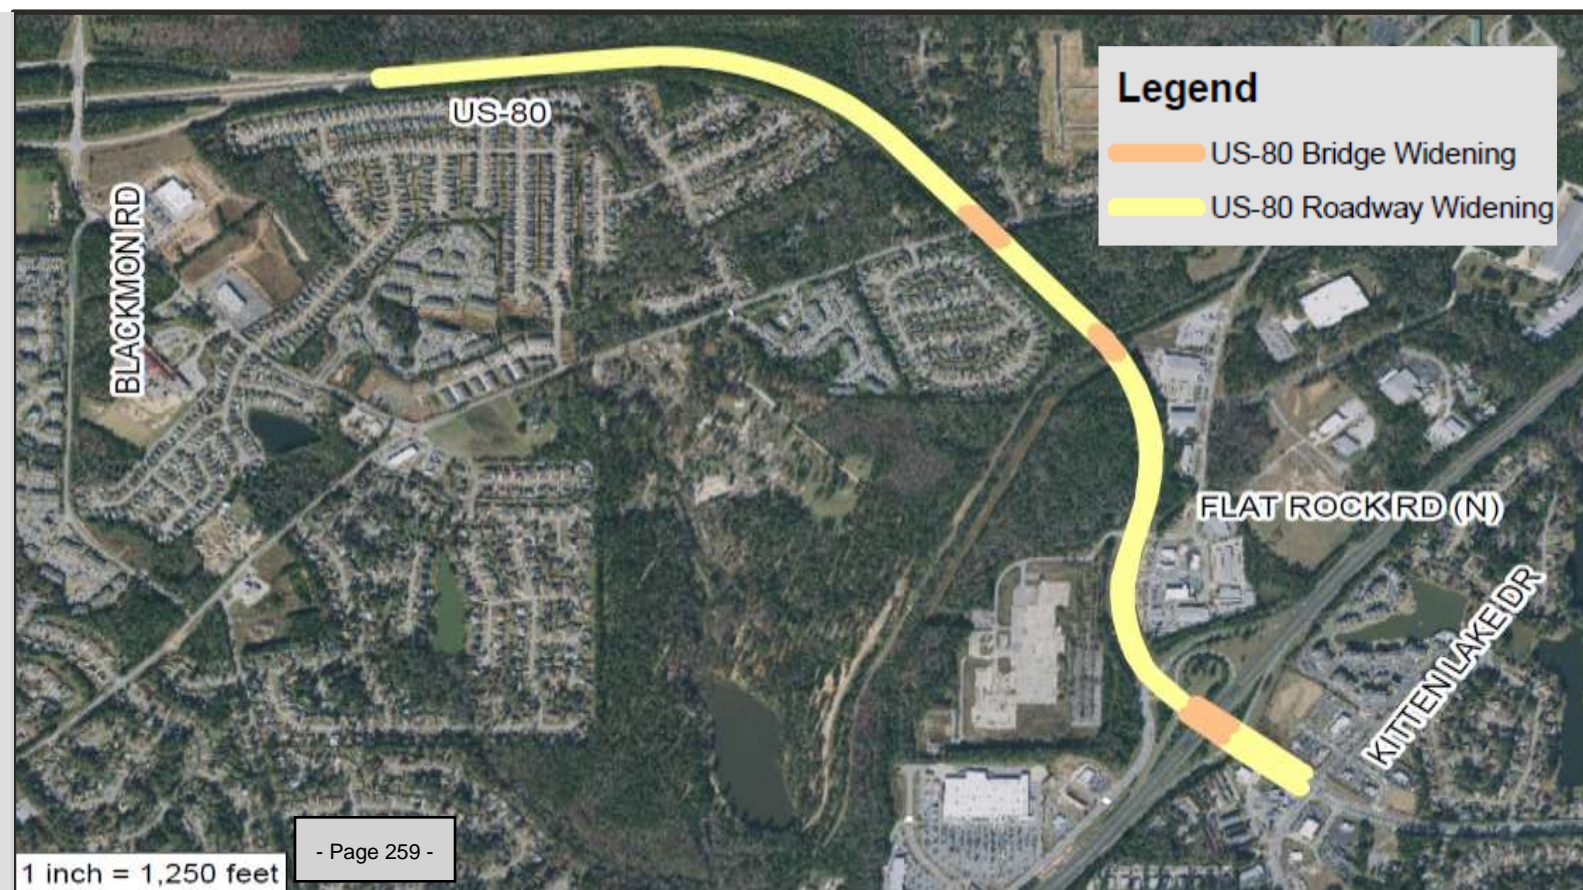 Legend
US-80 Bridge Widening
US-80 Roadway Widening
US-80
BLACKMON RD
FLAT ROCK RD (N)
KITTEN LAKE DR
- Page 259 -
1 inch = 1,250 feet